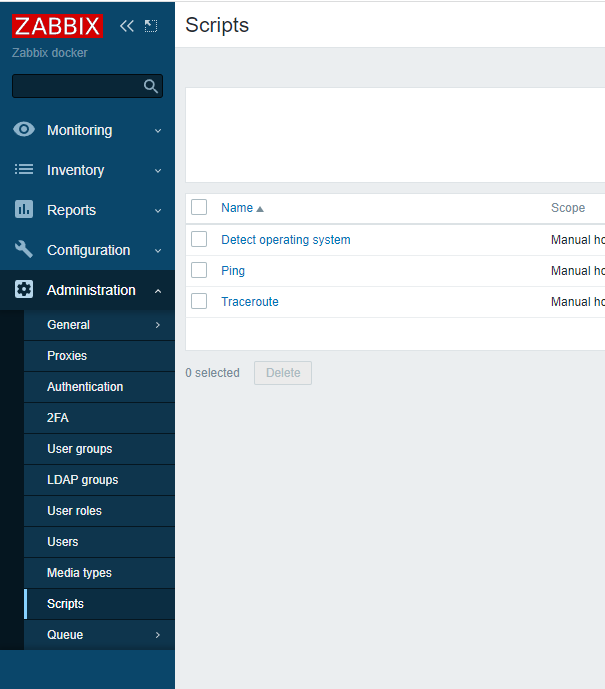 ZABBIX
Zabbix docker
Monitoring
Inventory
Reports
Configuration
Administration
General
Proxies
Authentication
2FA
User groups
LDAP groups
User roles
Users
Media types
Scripts
Queue
Scripts
Name Scope
Detect operating system Manual ho
Ping Manual ho
Traceroute Manual ho
0 selected Delete